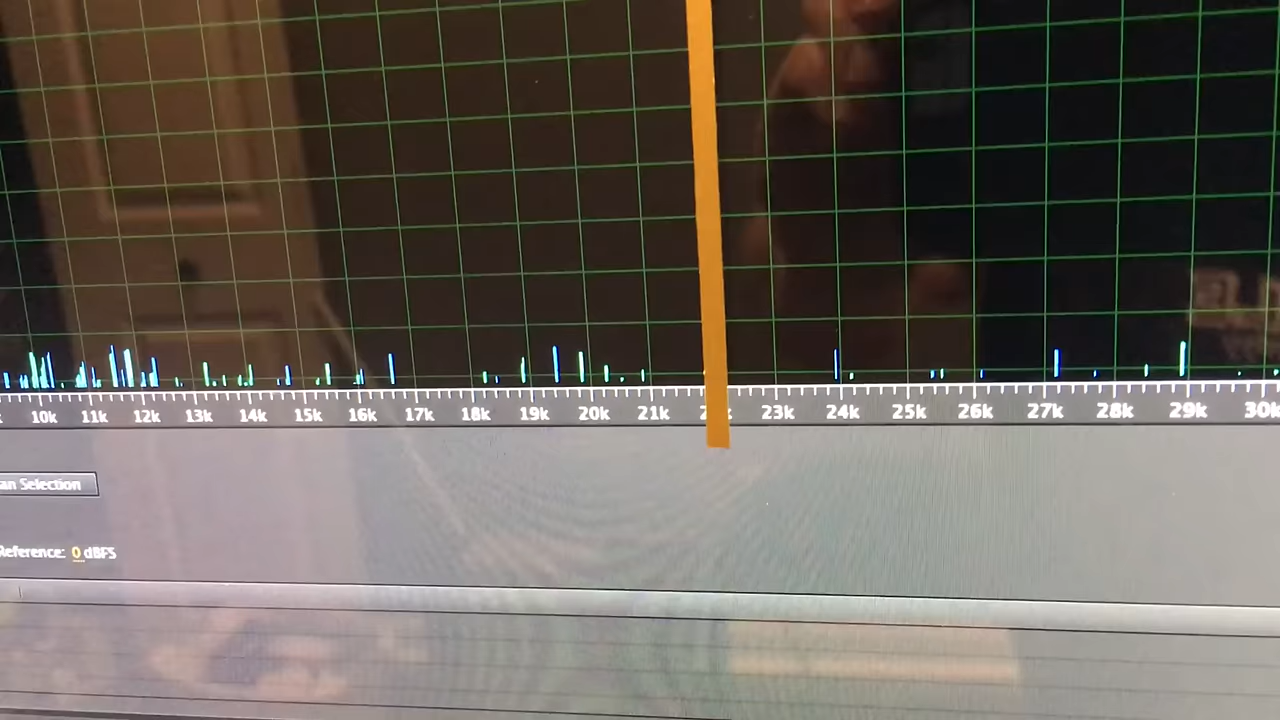 10k 11k 12k 13k 14k 15k 16k 17k 18k 19k 20k 21k 23k 24k 25k 26k 27k 28k 29k 30k
an Selection
Reference: 0 dBFS